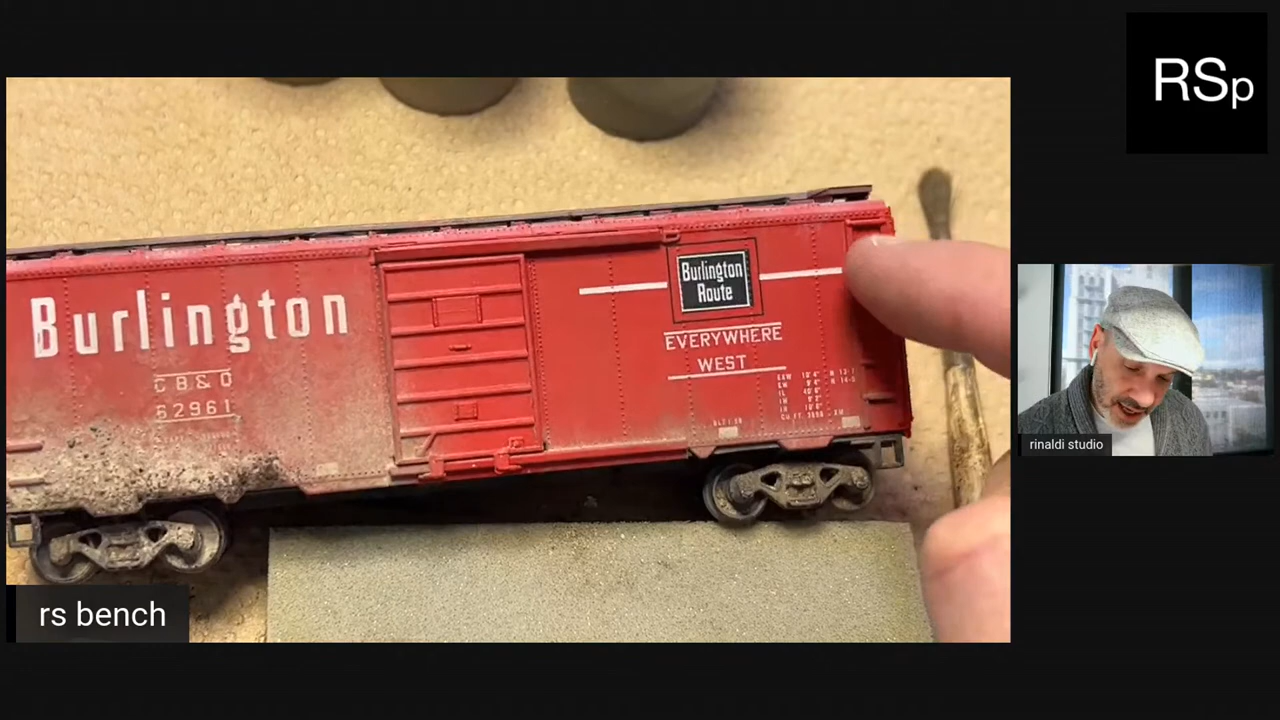 RSp
Burlington
Burlington
Route
EVERYWHERE
WEST
CB&Q
62961
rinaldi studio
rs bench